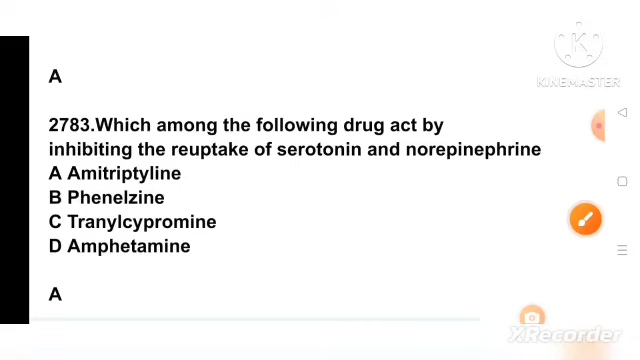 KINEMASTER
A
2783.Which among the following drug act by
inhibiting the reuptake of serotonin and norepinephrine
A Amitriptyline
B Phenelzine
C Tranylcypromine
D Amphetamine
A
XRecorder